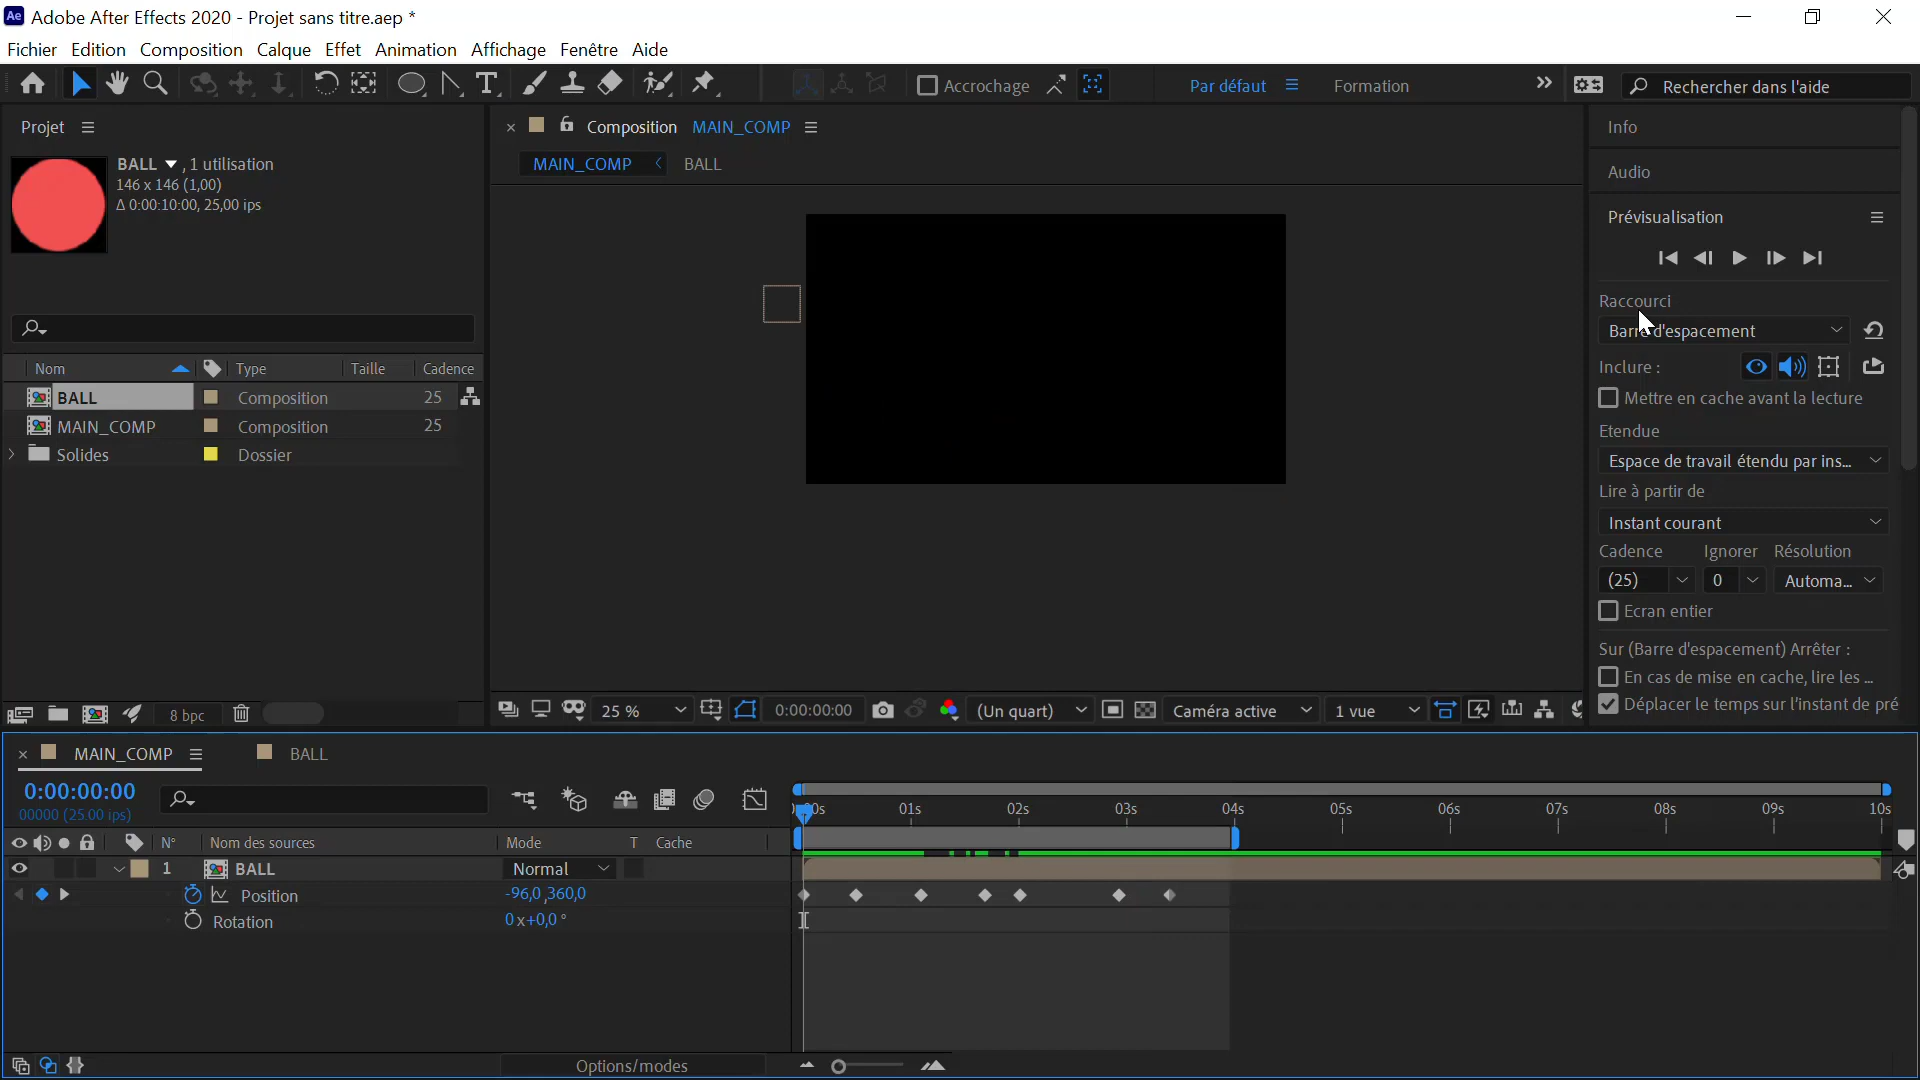 Ae Adobe After Effects 2020 - Projet sans titre.aep *
Fichier Edition Composition Calque Effet Animation Affichage Fenêtre Aide
T Accrochage Par défaut Formation Rechercher dans l'aide
Projet
BALL , 1 utilisation
146 x 146 (1,00)
Δ 0:00:10:00, 25,00 ips
Nom Type Taille Cadence
BALL Composition 25
MAIN_COMP Composition 25
Solides Dossier
8 bpc
Composition MAIN_COMP
MAIN_COMP BALL
25 % 0:00:00:00 (Un quart) Caméra active 1 vue
Info
Audio
Prévisualisation
Raccourci
Barre d'espacement
Inclure :
Mettre en cache avant la lecture
Etendue
Espace de travail étendu par ins...
Lire à partir de
Instant courant
Cadence Ignorer Résolution
(25) 0 Automa...
Ecran entier
Sur (Barre d'espacement) Arrêter :
En cas de mise en cache, lire les ...
Déplacer le temps sur l'instant de pré
MAIN_COMP BALL
0:00:00:00
00000 (25.00 ips)
01s 02s 03s 04s 05s 06s 07s 08s 09s 10s
N° Nom des sources Mode T Cache
1 BALL Normal
Position -96,0 ,360,0
Rotation 0 x+0,0 °
Options/modes